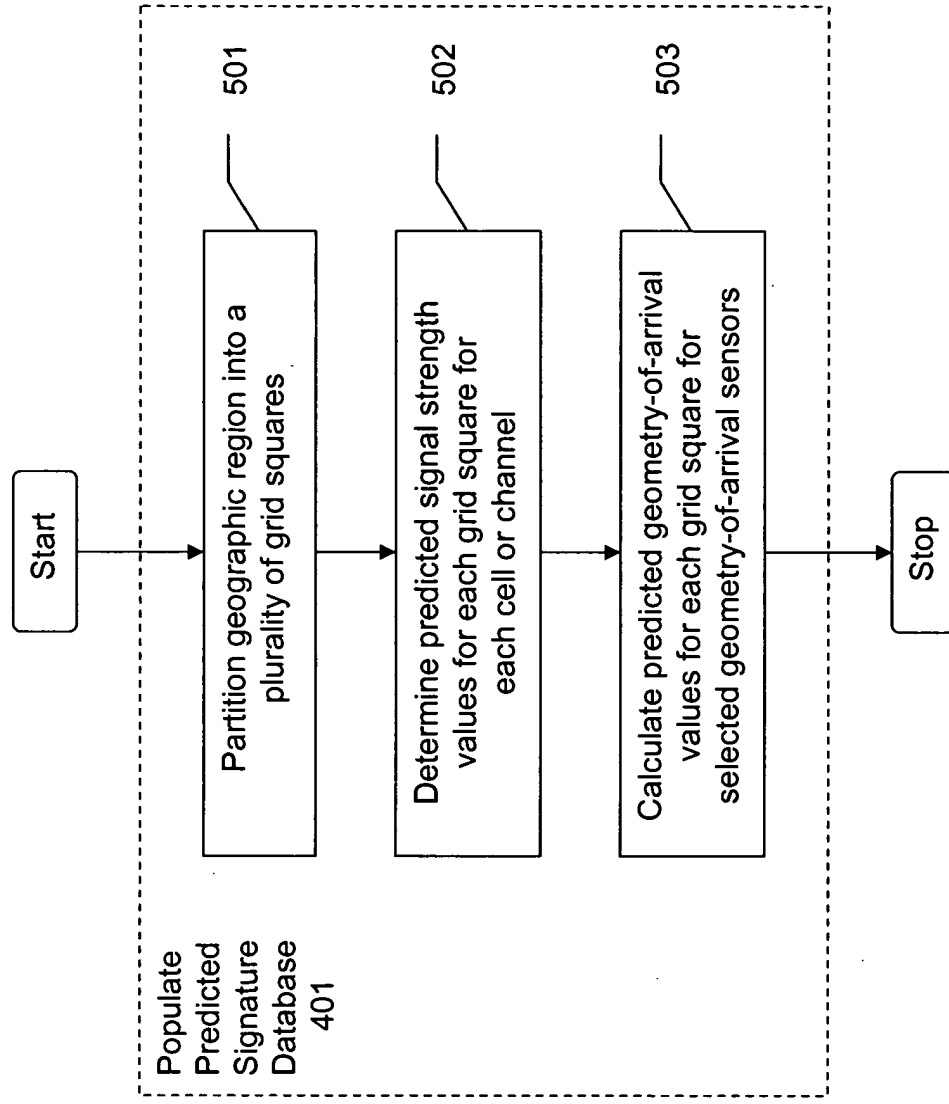 Start
Populate
Predicted
Signature
Database
401
Partition geographic region into a
plurality of grid squares
501
Determine predicted signal strength
values for each grid square for
each cell or channel
502
Calculate predicted geometry-of-arrival
values for each grid square for
selected geometry-of-arrival sensors
503
Stop